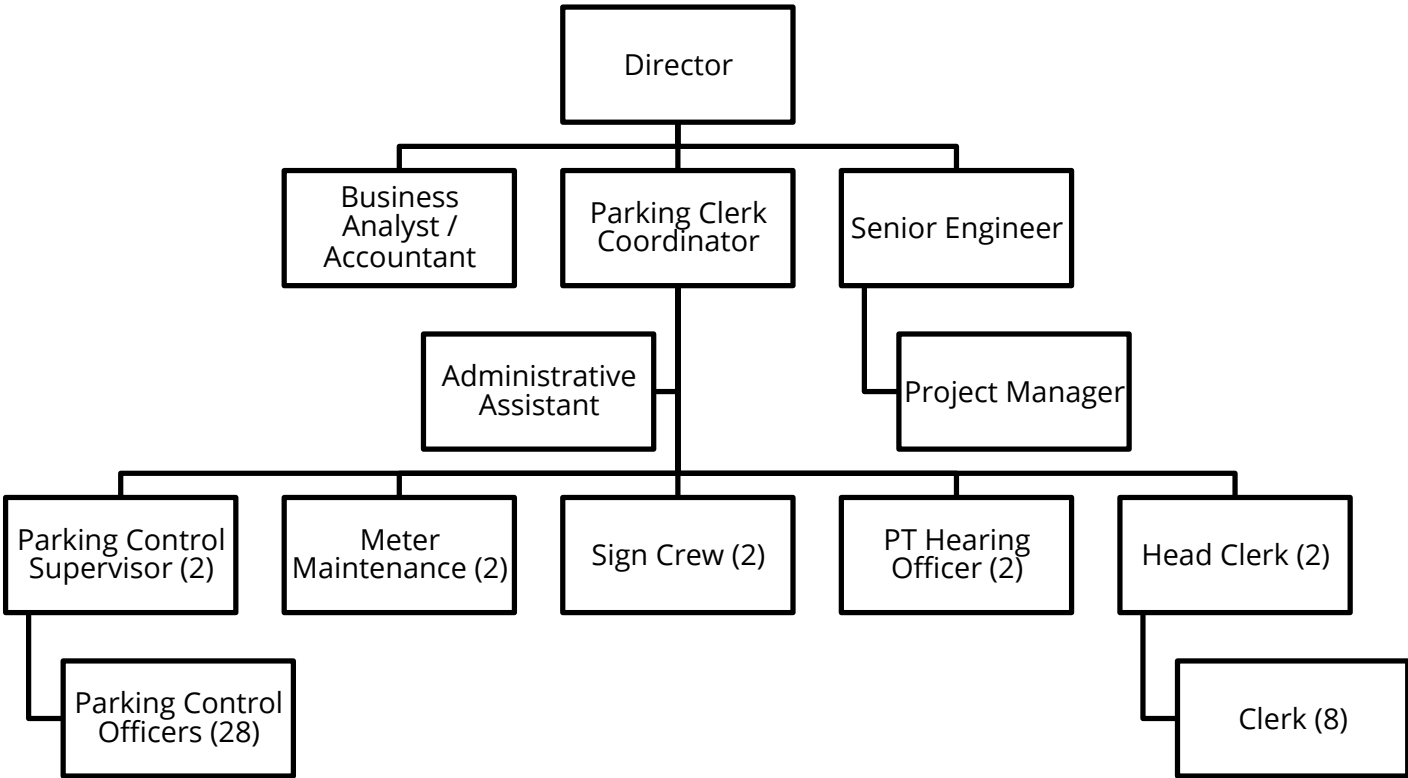 Director
Business
Analyst /
Accountant
Parking Clerk
Coordinator
Senior Engineer
Administrative
Assistant
Project Manager
Parking Control
Supervisor (2)
Meter
Maintenance (2)
Sign Crew (2)
PT Hearing
Officer (2)
Head Clerk (2)
Parking Control
Officers (28)
Clerk (8)